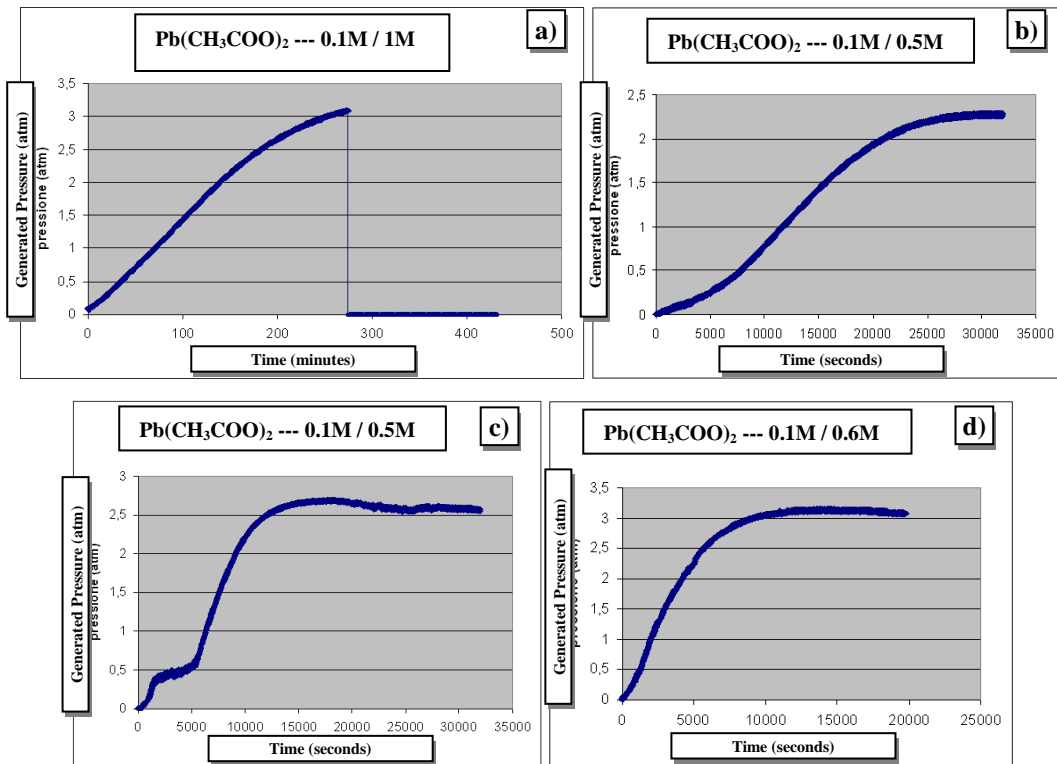 Pb(CH₃COO)₂ --- 0.1M / 1M
a)
Generated Pressure (atm)
pressione (atm)
3,5
3
2,5
2
1,5
1
0,5
0
0 100 200 300 400 500
Time (minutes)
Pb(CH₃COO)₂ --- 0.1M / 0.5M
b)
Generated Pressure (atm)
pressione (atm)
2,5
2
1,5
1
0,5
0
0 5000 10000 15000 20000 25000 30000 35000
Time (seconds)
Pb(CH₃COO)₂ --- 0.1M / 0.5M
c)
Generated Pressure (atm)
pressione (atm)
3
2,5
2
1,5
1
0,5
0
0 5000 10000 15000 20000 25000 30000 35000
Time (seconds)
Pb(CH₃COO)₂ --- 0.1M / 0.6M
d)
Generated Pressure (atm)
pressione (atm)
3,5
3
2,5
2
1,5
1
0,5
0
0 5000 10000 15000 20000 25000
Time (seconds)